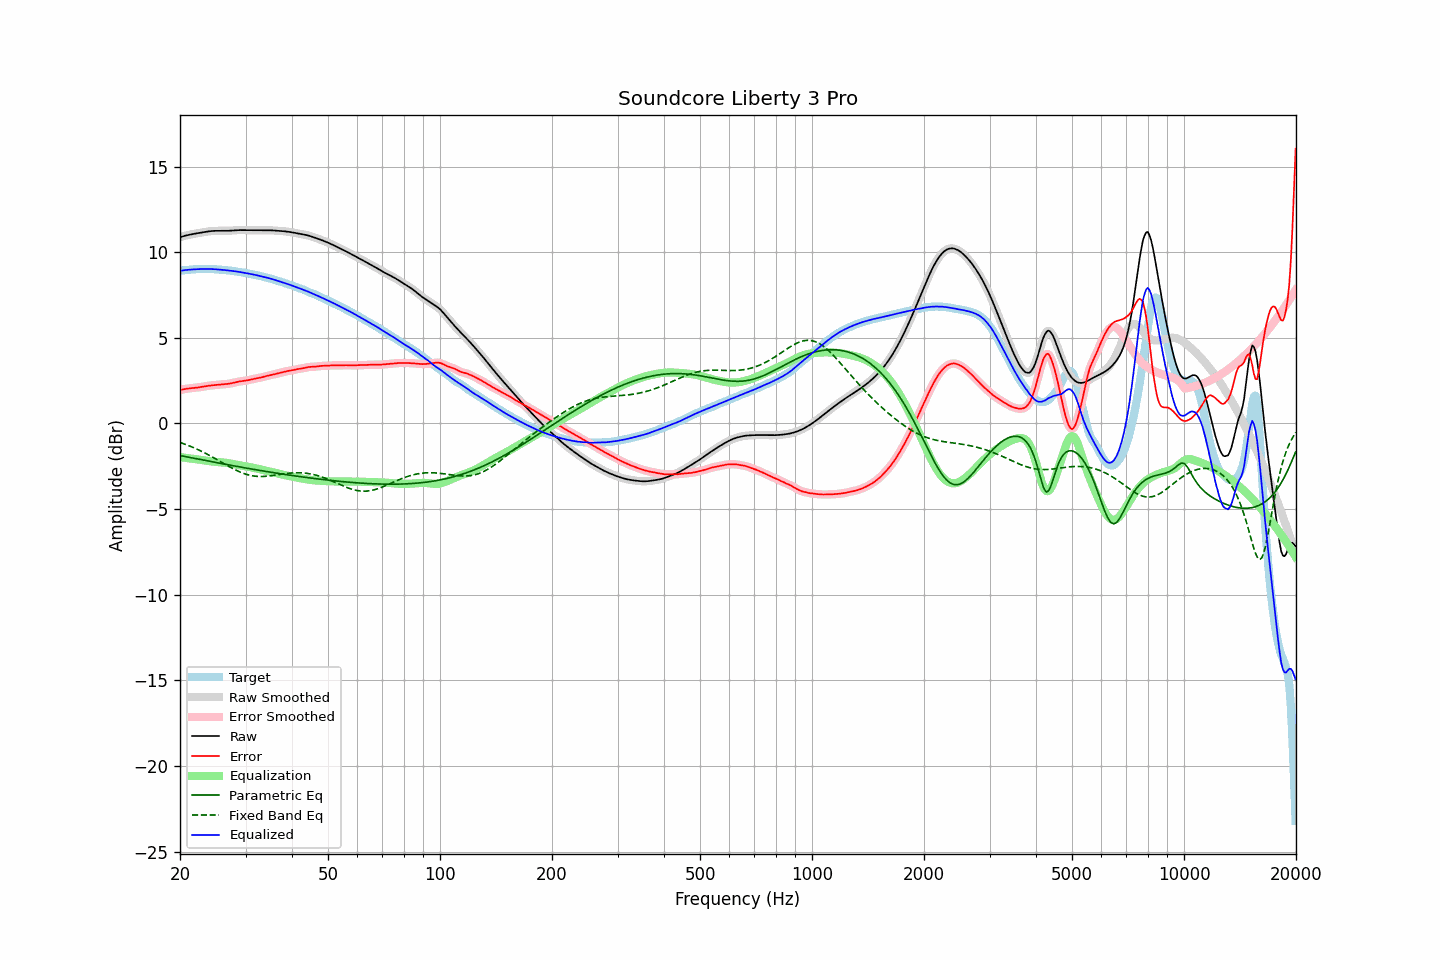 Soundcore Liberty 3 Pro
Amplitude (dBr)
15
10
5
0
−5
−10
−15
−20
−25
Target
Raw Smoothed
Error Smoothed
Raw
Error
Equalization
Parametric Eq
Fixed Band Eq
Equalized
20 50 100 200 500 1000 2000 5000 10000 20000
Frequency (Hz)